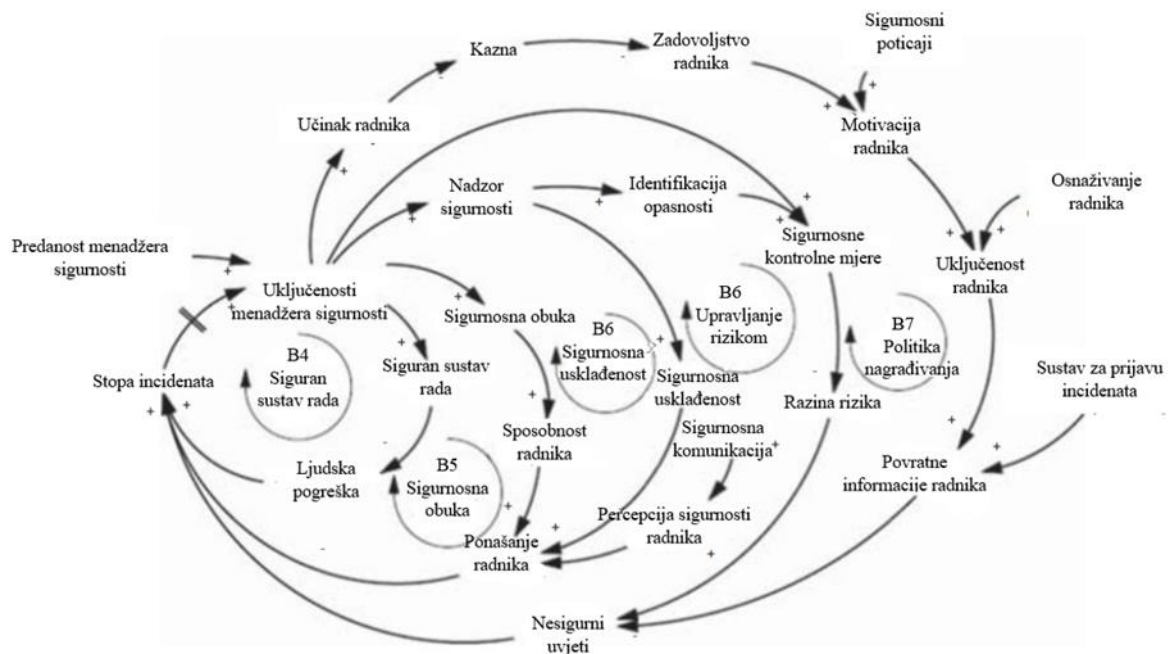 Sigurnosni
poticaji
Kazna
Zadovoljstvo
radnika
Učinak radnika
Motivacija
radnika
Nadzor
sigurnosti
Identifikacija
opasnosti
Osnaživanje
radnika
Predanost menadžera
sigurnosti
Sigurnosne
kontrolne mjere
Uključenost
radnika
Uključenosti
menadžera sigurnosti
Sigurnosna obuka
B6
Upravljanje
rizikom
B6
Sigurnosna
usklađenost
B7
Politika
nagrađivanja
B4
Siguran
sustav rada
Siguran sustav
rada
Stopa incidenata
Sigurnosna
usklađenost
Razina rizika
Sustav za prijavu
incidenata
Sposobnost
radnika
Sigurnosna
komunikacija
Ljudska
pogreška
B5
Sigurnosna
obuka
Povratne
informacije radnika
Percepcija sigurnosti
radnika
Ponašanje
radnika
Nesigurni
uvjeti